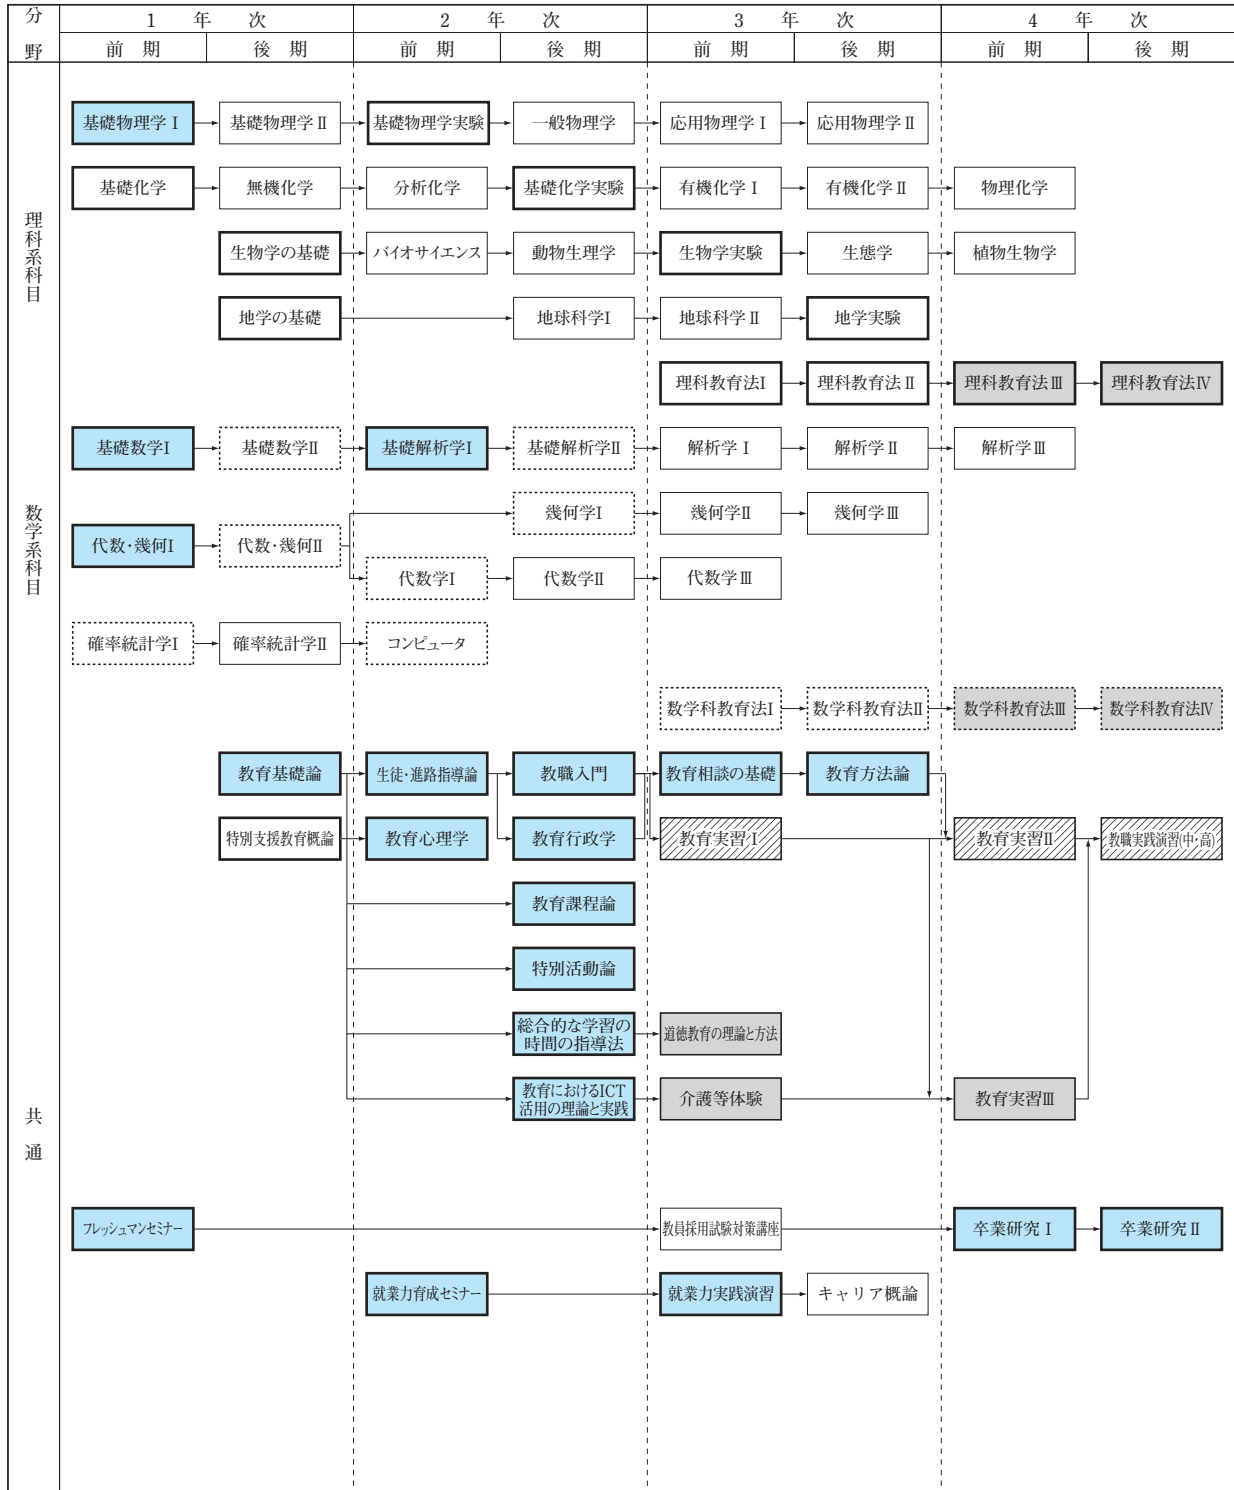 分野
1年次
2年次
3年次
4年次
前期
後期
前期
後期
前期
後期
前期
後期
理科系科目
基礎物理学Ⅰ
基礎物理学Ⅱ
基礎物理学実験
一般物理学
応用物理学Ⅰ
応用物理学Ⅱ
基礎化学
無機化学
分析化学
基礎化学実験
有機化学Ⅰ
有機化学Ⅱ
物理化学
生物学の基礎
バイオサイエンス
動物生理学
生物学実験
生態学
植物生物学
地学の基礎
地球科学Ⅰ
地球科学Ⅱ
地学実験
理科教育法Ⅰ
理科教育法Ⅱ
理科教育法Ⅲ
理科教育法Ⅳ
数学系科目
基礎数学Ⅰ
基礎数学Ⅱ
基礎解析学Ⅰ
基礎解析学Ⅱ
解析学Ⅰ
解析学Ⅱ
解析学Ⅲ
幾何学Ⅰ
幾何学Ⅱ
幾何学Ⅲ
代数・幾何Ⅰ
代数・幾何Ⅱ
代数学Ⅰ
代数学Ⅱ
代数学Ⅲ
確率統計学Ⅰ
確率統計学Ⅱ
コンピュータ
数学科教育法Ⅰ
数学科教育法Ⅱ
数学科教育法Ⅲ
数学科教育法Ⅳ
共通
教育基礎論
生徒・進路指導論
教職入門
教育相談の基礎
教育方法論
特別支援教育概論
教育心理学
教育行政学
教育実習Ⅰ
教育実習Ⅱ
教職実践演習(中・高)
教育課程論
特別活動論
総合的な学習の
時間の指導法
道徳教育の理論と方法
教育におけるICT
活用の理論と実践
介護等体験
教育実習Ⅲ
フレッシュマンセミナー
教員採用試験対策講座
卒業研究Ⅰ
卒業研究Ⅱ
就業力育成セミナー
就業力実践演習
キャリア概論